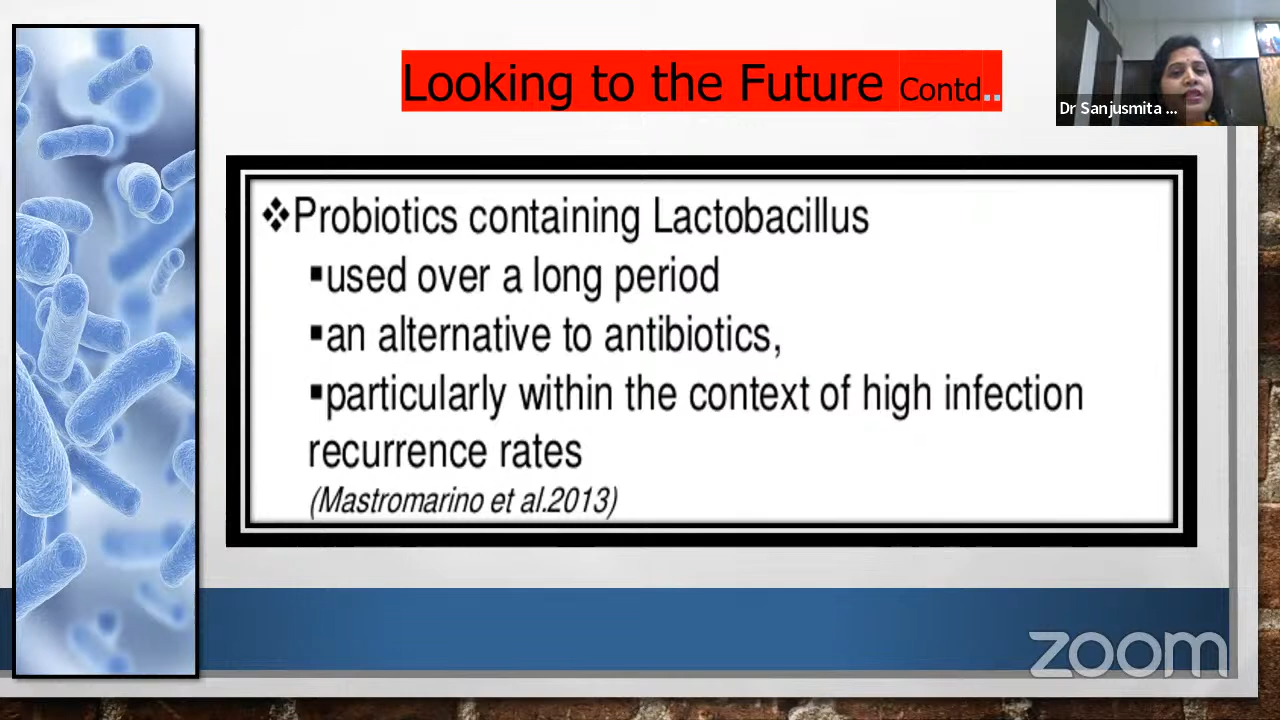 Looking to the Future Contd..
Dr Sanjusmita ...
❖Probiotics containing Lactobacillus
▪used over a long period
▪an alternative to antibiotics,
▪particularly within the context of high infection
recurrence rates
(Mastromarino et al.2013)
zoom